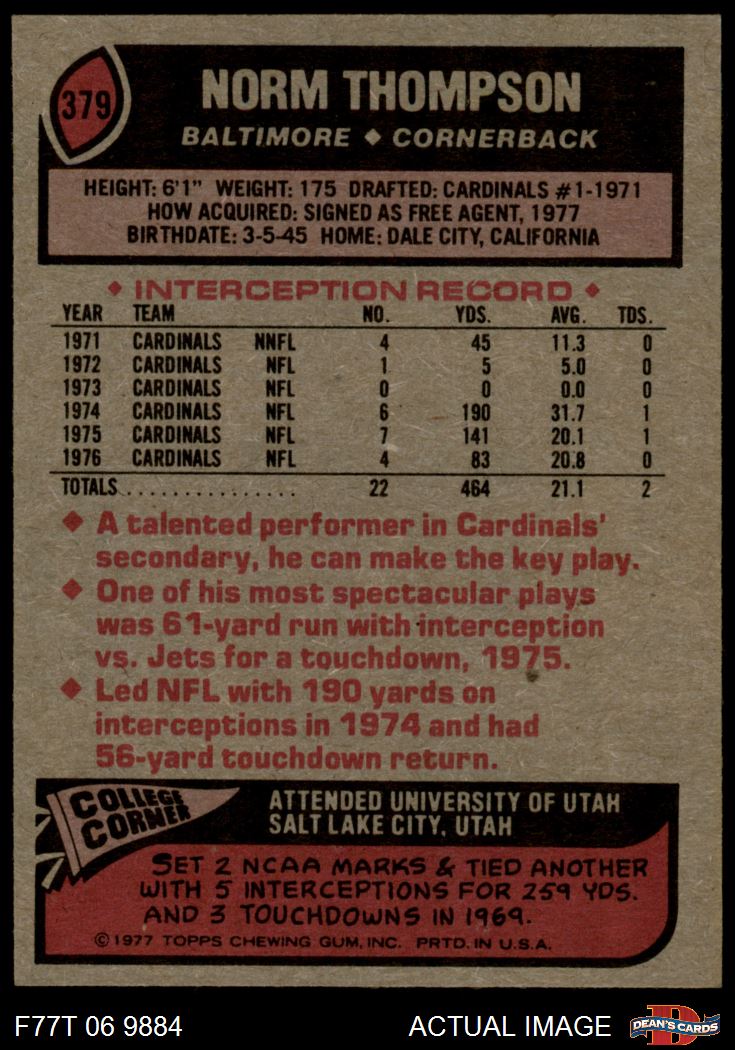 379
NORM THOMPSON
BALTIMORE ◆ CORNERBACK
HEIGHT: 6'1" WEIGHT: 175 DRAFTED: CARDINALS #1-1971
HOW ACQUIRED: SIGNED AS FREE AGENT, 1977
BIRTHDATE: 3-5-45 HOME: DALE CITY, CALIFORNIA
◆ INTERCEPTION RECORD ◆
YEAR TEAM NO. YDS. AVG. TDS.
1971 CARDINALS NNFL 4 45 11.3 0
1972 CARDINALS NFL 1 5 5.0 0
1973 CARDINALS NFL 0 0 0.0 0
1974 CARDINALS NFL 6 190 31.7 1
1975 CARDINALS NFL 7 141 20.1 1
1976 CARDINALS NFL 4 83 20.8 0
TOTALS................ 22 464 21.1 2
◆ A talented performer in Cardinals'
secondary, he can make the key play.
◆ One of his most spectacular plays
was 61-yard run with interception
vs. Jets for a touchdown, 1975.
◆ Led NFL with 190 yards on
interceptions in 1974 and had
56-yard touchdown return.
COLLEGE
CORNER
ATTENDED UNIVERSITY OF UTAH
SALT LAKE CITY, UTAH
SET 2 NCAA MARKS & TIED ANOTHER
WITH 5 INTERCEPTIONS FOR 259 YDS.
AND 3 TOUCHDOWNS IN 1969.
©1977 TOPPS CHEWING GUM, INC. PRTD. IN U.S.A.
F77T 06 9884
ACTUAL IMAGE
D
DEAN'S CARDS